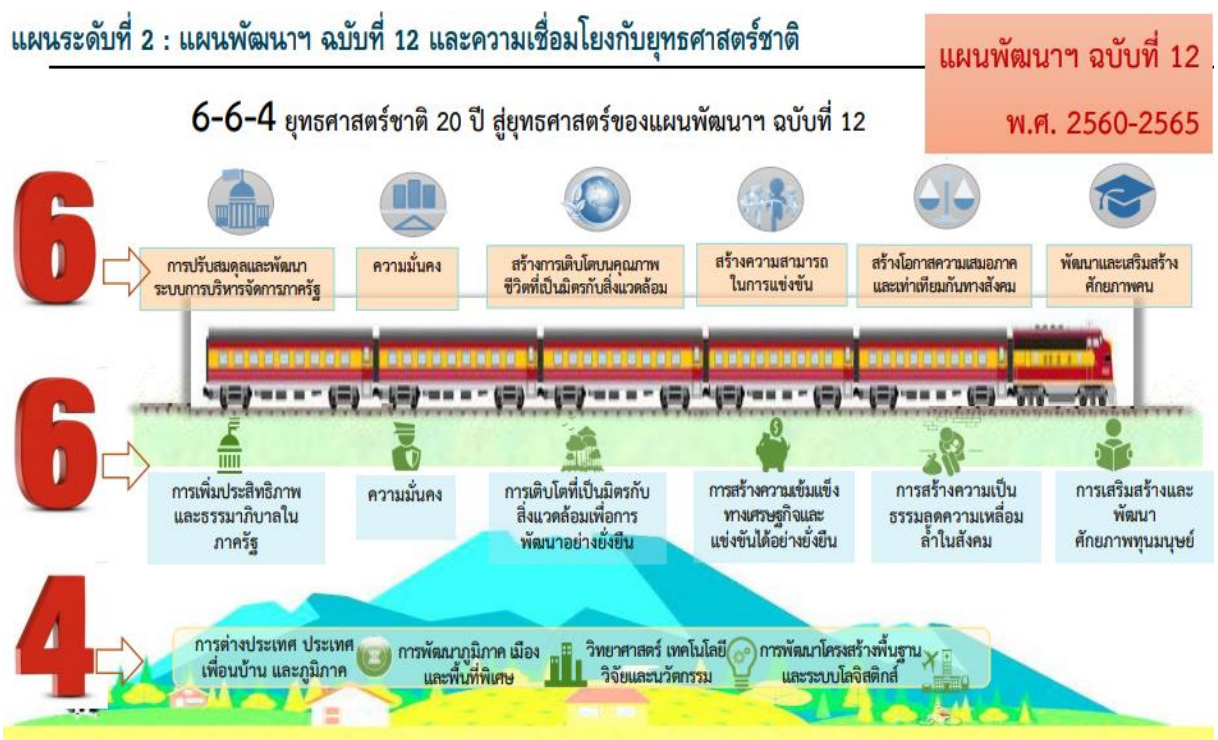 แผนระดับที่ 2 : แผนพัฒนาฯ ฉบับที่ 12 และความเชื่อมโยงกับยุทธศาสตร์ชาติ
แผนพัฒนาฯ ฉบับที่ 12
พ.ศ. 2560-2565
6-6-4 ยุทธศาสตร์ชาติ 20 ปี สู่ยุทธศาสตร์ของแผนพัฒนาฯ ฉบับที่ 12
6
การปรับสมดุลและพัฒนา
ระบบการบริหารจัดการภาครัฐ
ความมั่นคง
สร้างการเติบโตบนคุณภาพ
ชีวิตที่เป็นมิตรกับสิ่งแวดล้อม
สร้างความสามารถ
ในการแข่งขัน
สร้างโอกาสความเสมอภาค
และเท่าเทียมกันทางสังคม
พัฒนาและเสริมสร้าง
ศักยภาพคน
6
การเพิ่มประสิทธิภาพ
และธรรมาภิบาลใน
ภาครัฐ
ความมั่นคง
การเติบโตที่เป็นมิตรกับ
สิ่งแวดล้อมเพื่อการ
พัฒนาอย่างยั่งยืน
การสร้างความเข้มแข็ง
ทางเศรษฐกิจและ
แข่งขันได้อย่างยั่งยืน
การสร้างความเป็น
ธรรมลดความเหลื่อม
ล้ำในสังคม
การเสริมสร้างและ
พัฒนา
ศักยภาพทุนมนุษย์
4
การต่างประเทศ ประเทศ
เพื่อนบ้าน และภูมิภาค
การพัฒนาภูมิภาค เมือง
และพื้นที่พิเศษ
วิทยาศาสตร์ เทคโนโลยี
วิจัยและนวัตกรรม
การพัฒนาโครงสร้างพื้นฐาน
และระบบโลจิสติกส์